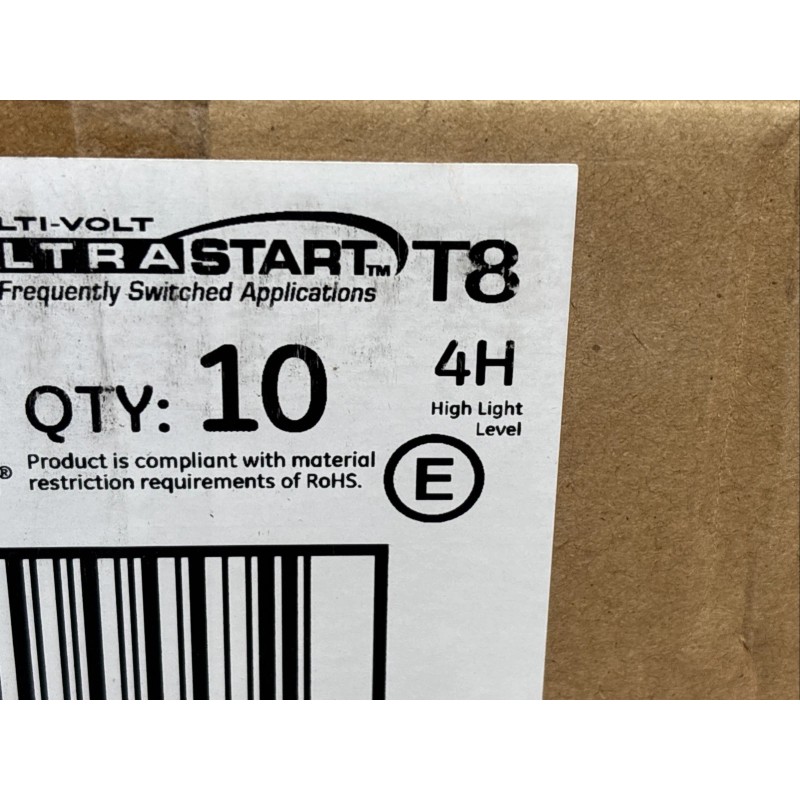 LTI-VOLT
LTRASTART™ T8
Frequently Switched Applications
4H
QTY: 10
High Light
Level
® Product is compliant with material
restriction requirements of RoHS.
E